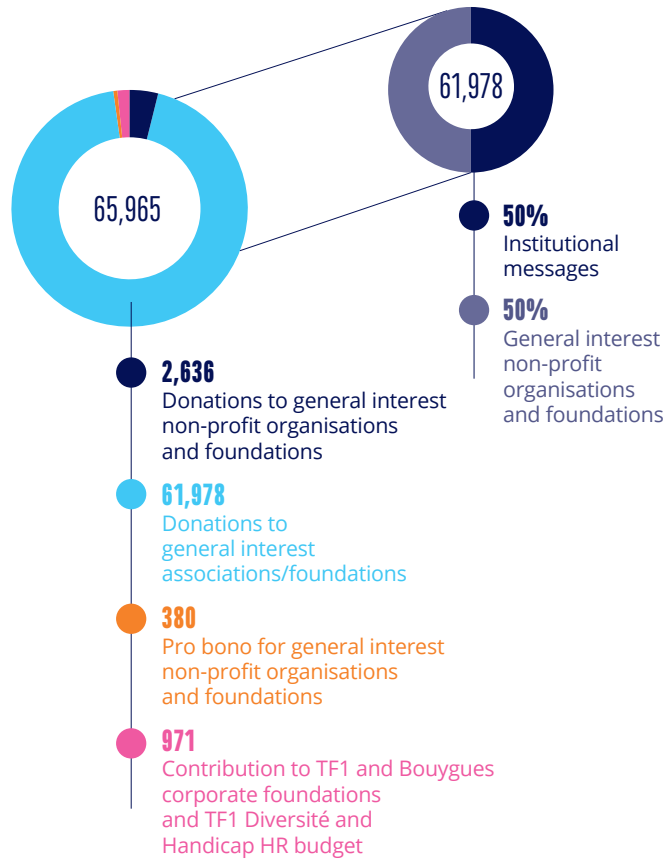 61,978
65,965
50%
Institutional
messages
50%
General interest
non-profit
organisations
and foundations
2,636
Donations to general interest
non-profit organisations
and foundations
61,978
Donations to
general interest
associations/foundations
380
Pro bono for general interest
non-profit organisations
and foundations
971
Contribution to TF1 and Bouygues
corporate foundations
and TF1 Diversité and
Handicap HR budget